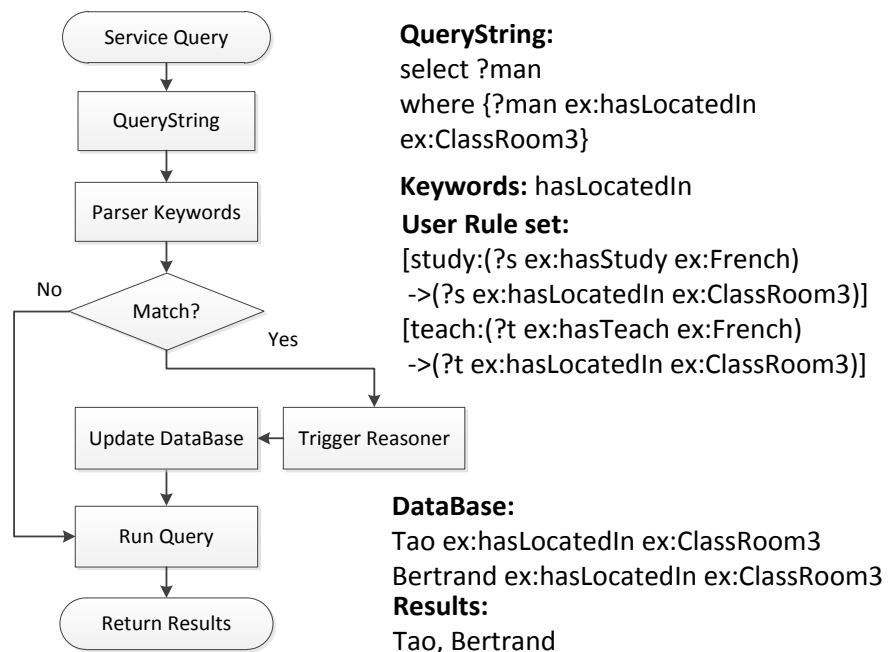 Service Query
QueryString
Parser Keywords
Match?
No
Yes
Update DataBase
Trigger Reasoner
Run Query
Return Results
QueryString:
select ?man
where {?man ex:hasLocatedIn
ex:ClassRoom3}
Keywords: hasLocatedIn
User Rule set:
[study:(?s ex:hasStudy ex:French)
->(?s ex:hasLocatedIn ex:ClassRoom3)]
[teach:(?t ex:hasTeach ex:French)
->(?t ex:hasLocatedIn ex:ClassRoom3)]
DataBase:
Tao ex:hasLocatedIn ex:ClassRoom3
Bertrand ex:hasLocatedIn ex:ClassRoom3
Results:
Tao, Bertrand